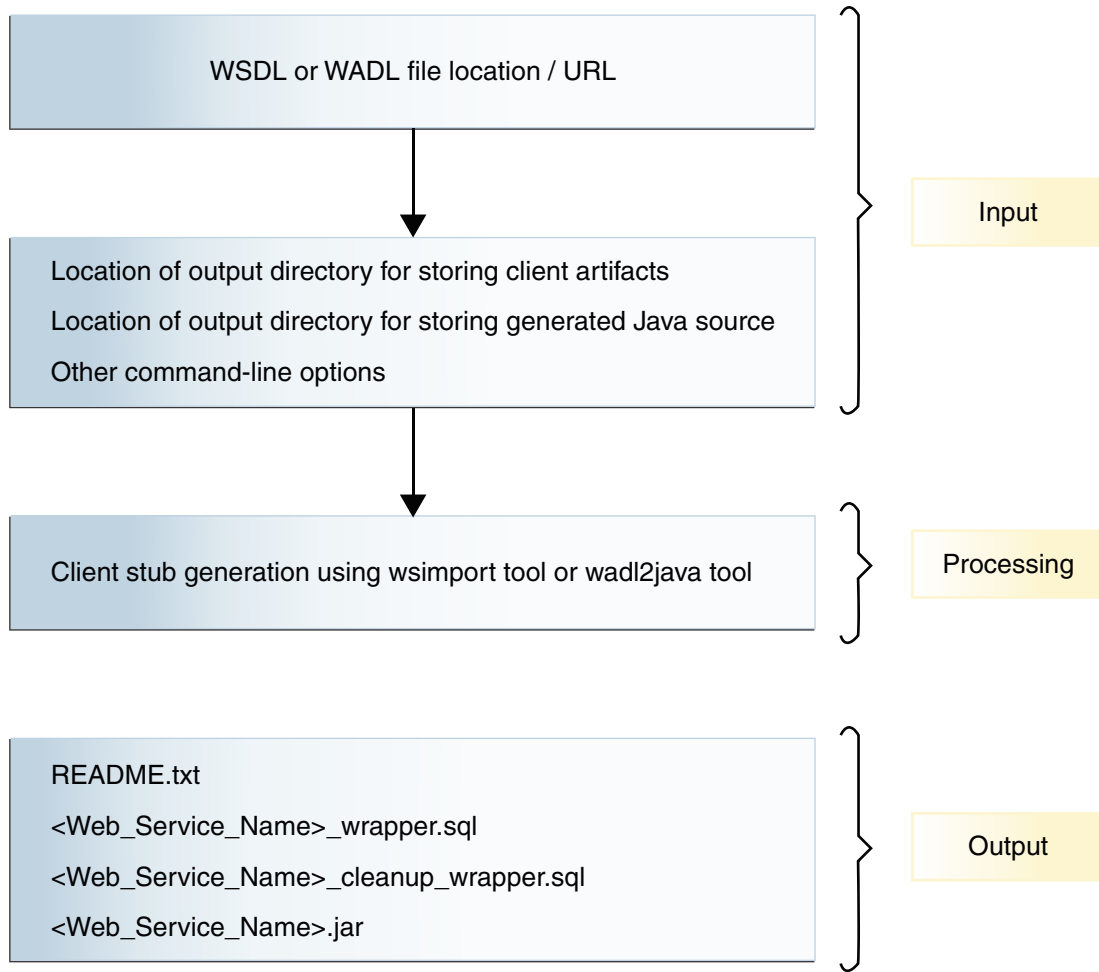 WSDL or WADL file location / URL
Input
Location of output directory for storing client artifacts
Location of output directory for storing generated Java source
Other command-line options
Client stub generation using wsimport tool or wadl2java tool
Processing
README.txt
<Web_Service_Name>_wrapper.sql
<Web_Service_Name>_cleanup_wrapper.sql
<Web_Service_Name>.jar
Output